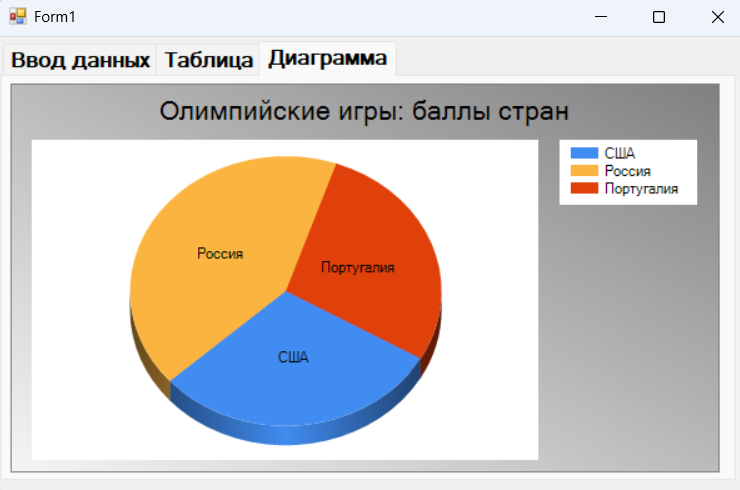 Form1
Ввод данных Таблица Диаграмма
Олимпийские игры: баллы стран
США
Россия
Португалия
Россия
Португалия
США